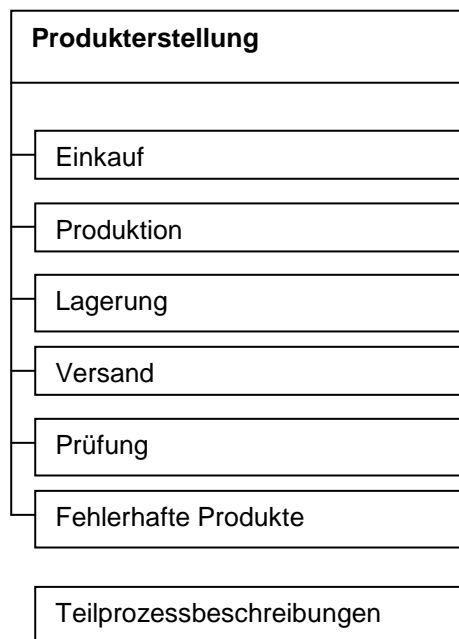 Produkterstellung
Einkauf
Produktion
Lagerung
Versand
Prüfung
Fehlerhafte Produkte
Teilprozessbeschreibungen